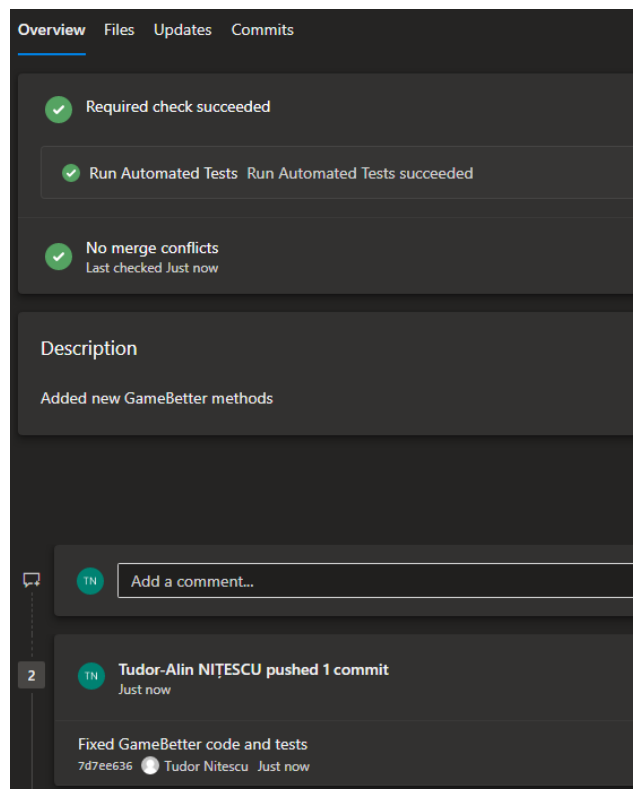 Overview Files Updates Commits
Required check succeeded
Run Automated Tests Run Automated Tests succeeded
No merge conflicts
Last checked Just now
Description
Added new GameBetter methods
TN Add a comment...
2 TN Tudor-Alin NIȚESCU pushed 1 commit
Just now
Fixed GameBetter code and tests
7d7ee636 Tudor Nitescu Just now